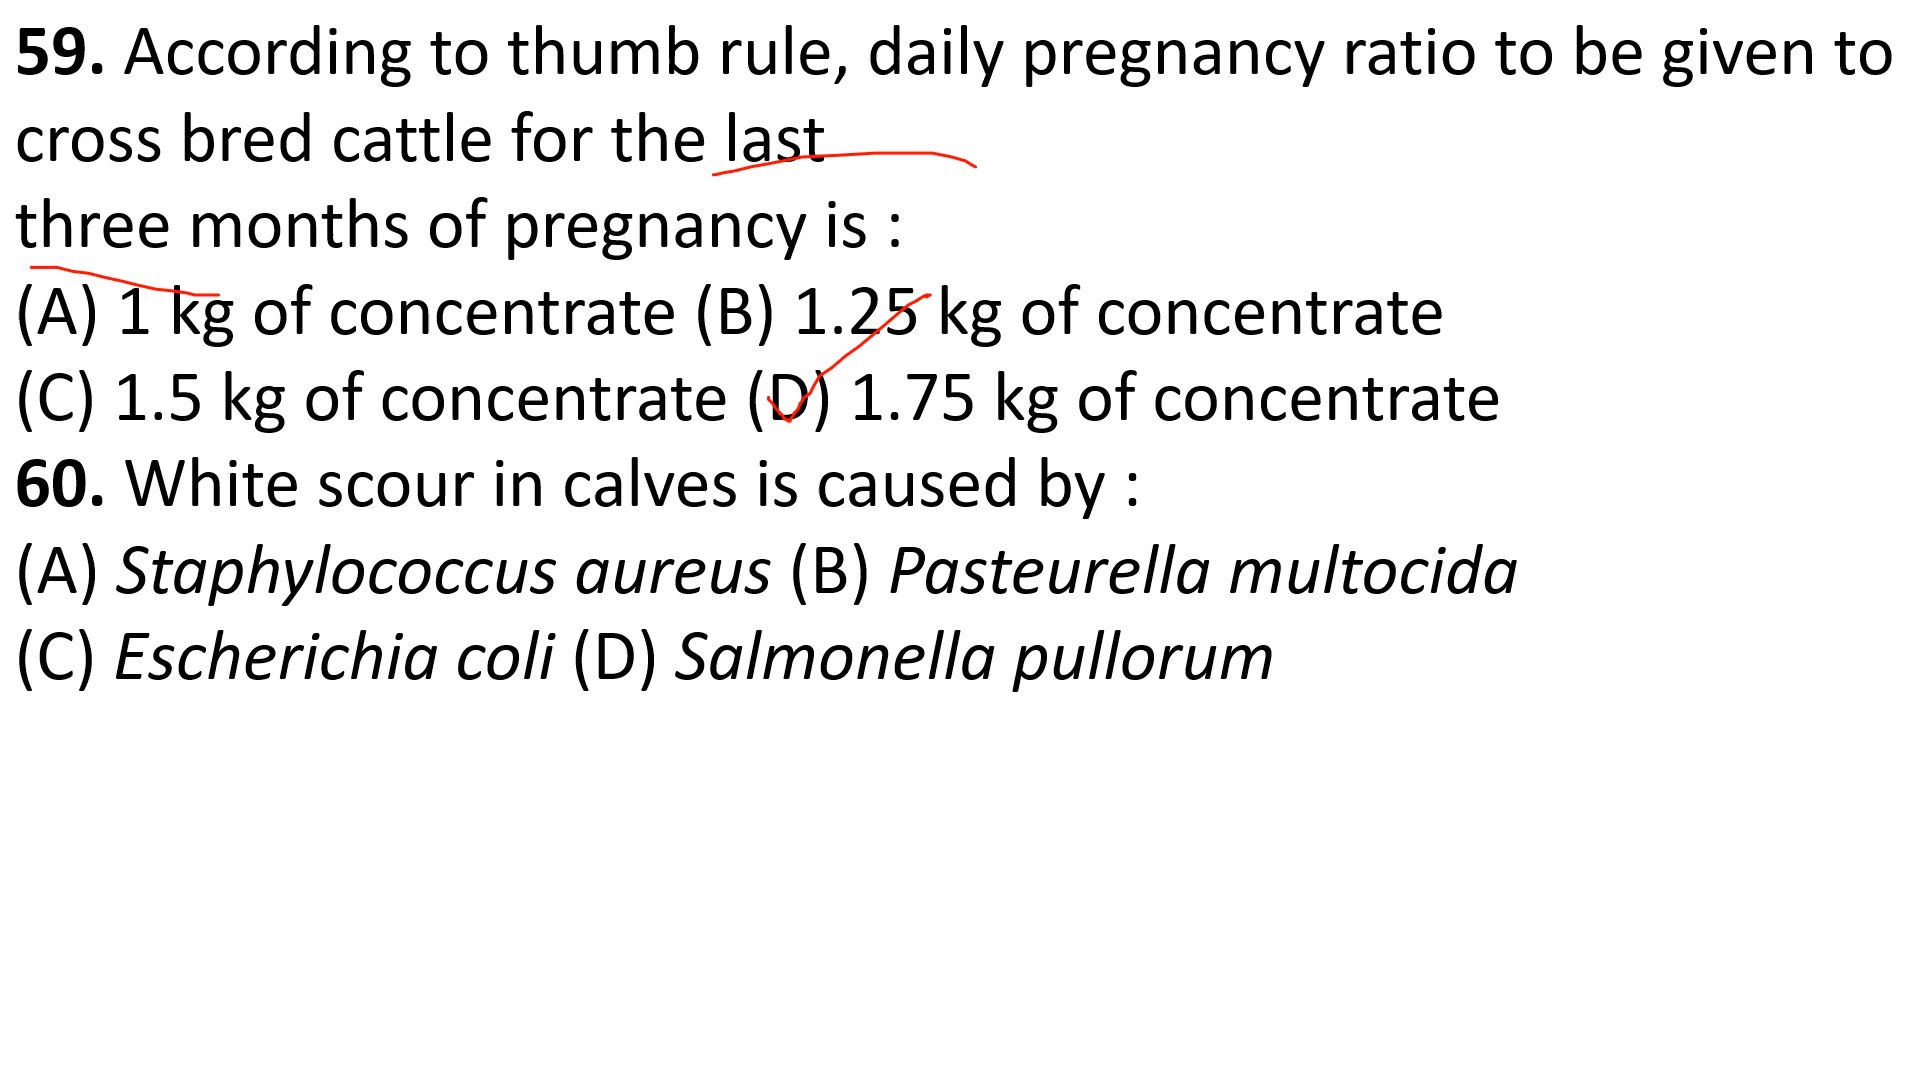 59. According to thumb rule, daily pregnancy ratio to be given to
cross bred cattle for the last
three months of pregnancy is :
(A) 1 kg of concentrate (B) 1.25 kg of concentrate
(C) 1.5 kg of concentrate (D) 1.75 kg of concentrate
60. White scour in calves is caused by :
(A) Staphylococcus aureus (B) Pasteurella multocida
(C) Escherichia coli (D) Salmonella pullorum